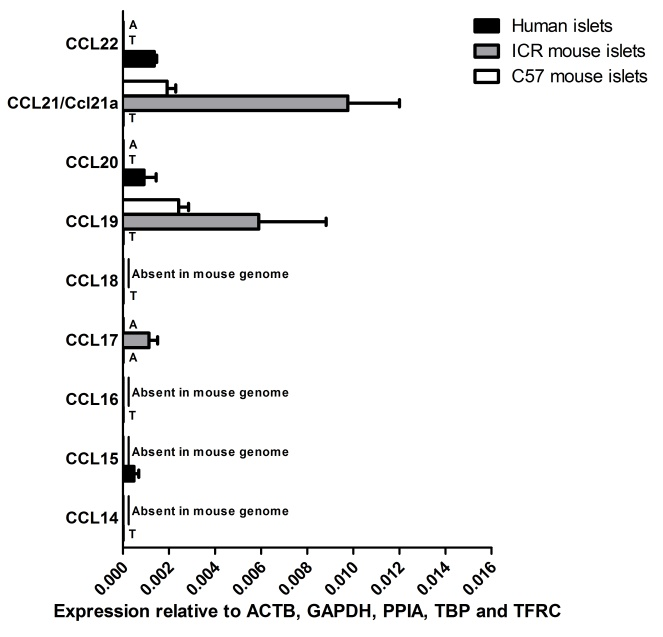 Human islets
ICR mouse islets
C57 mouse islets
A
CCL22
T
CCL21/Ccl21a
T
A
CCL20
T
CCL19
T
Absent in mouse genome
CCL18
T
A
CCL17
A
Absent in mouse genome
CCL16
T
Absent in mouse genome
CCL15
Absent in mouse genome
CCL14
T
0.000 0.002 0.004 0.006 0.008 0.010 0.012 0.014 0.016
Expression relative to ACTB, GAPDH, PPIA, TBP and TFRC